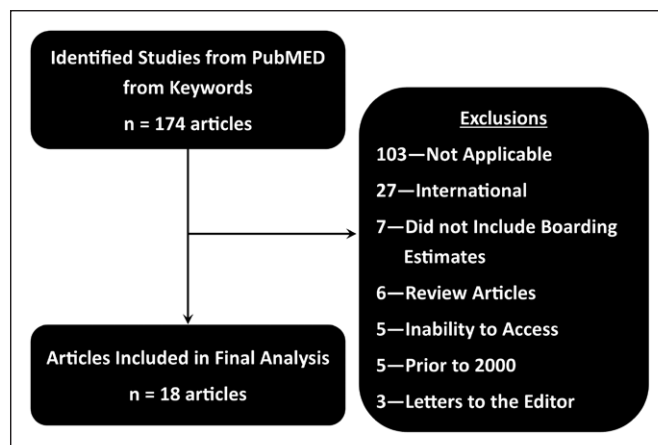 Identified Studies from PubMED
from Keywords
n = 174 articles
Exclusions
103—Not Applicable
27—International
7—Did not Include Boarding
Estimates
6—Review Articles
5—Inability to Access
5—Prior to 2000
3—Letters to the Editor
Articles Included in Final Analysis
n = 18 articles